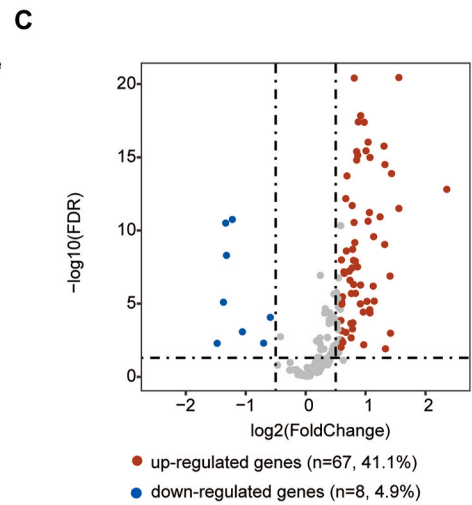 C
20
15
10
5
0
−log10(FDR)
−2 −1 0 1 2
log2(FoldChange)
up-regulated genes (n=67, 41.1%)
down-regulated genes (n=8, 4.9%)